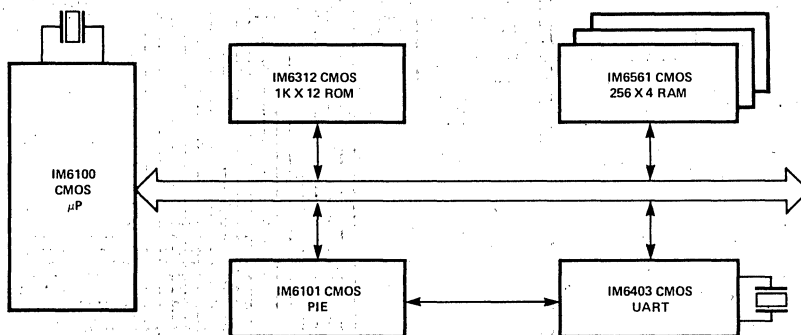 IM6312 CMOS
1K X 12 ROM
IM6561 CMOS
256 X 4 RAM
IM6100
CMOS
μP
IM6101 CMOS
PIE
IM6403 CMOS
UART